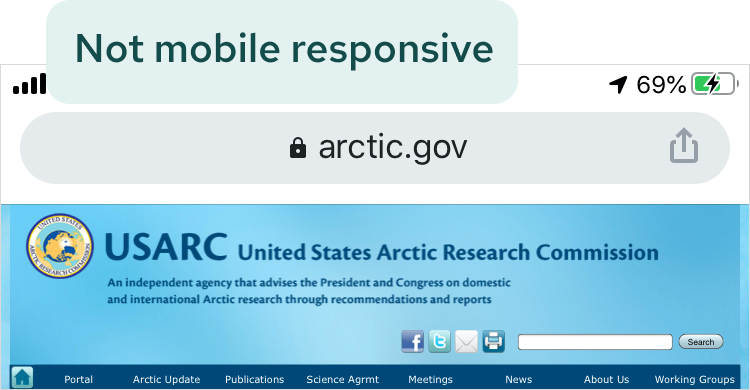 Not mobile responsive
69%
arctic.gov
UNITED STATES
ARCTIC RESEARCH COMMISSION
USARC United States Arctic Research Commission
An independent agency that advises the President and Congress on domestic
and international Arctic research through recommendations and reports
Search
Portal Arctic Update Publications Science Agrmt Meetings News About Us Working Groups